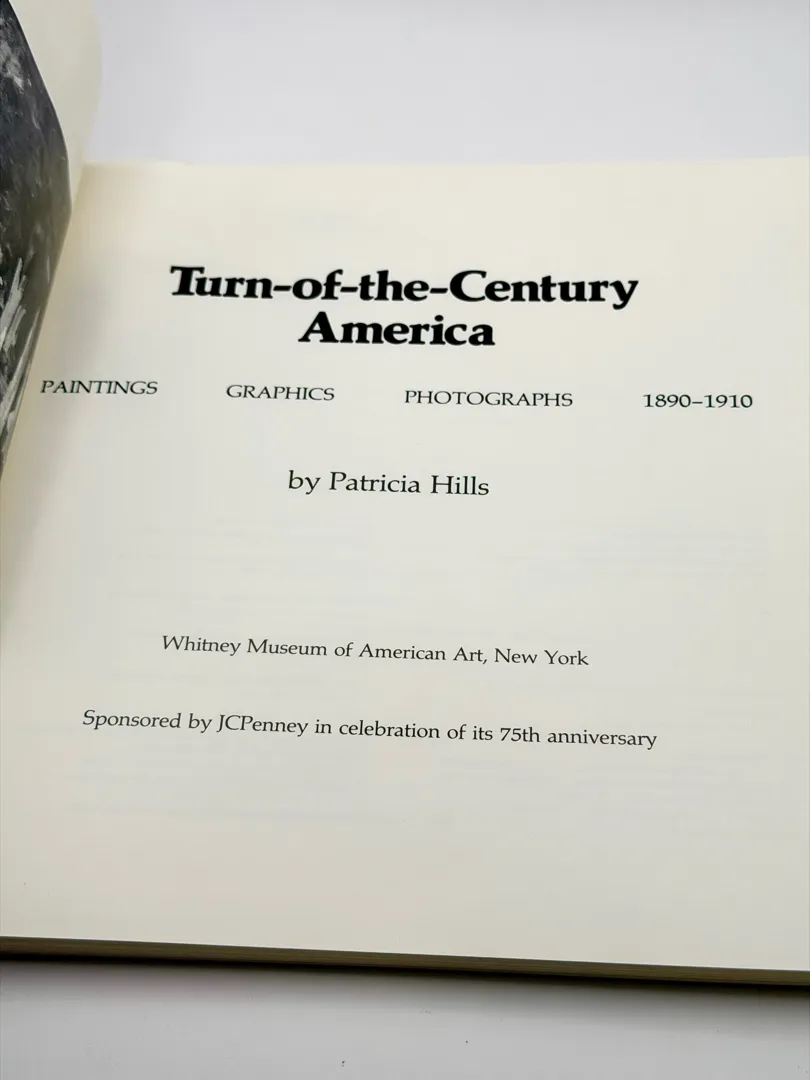 Turn-of-the-Century
America
PAINTINGS GRAPHICS PHOTOGRAPHS 1890–1910
by Patricia Hills
Whitney Museum of American Art, New York
Sponsored by JCPenney in celebration of its 75th anniversary